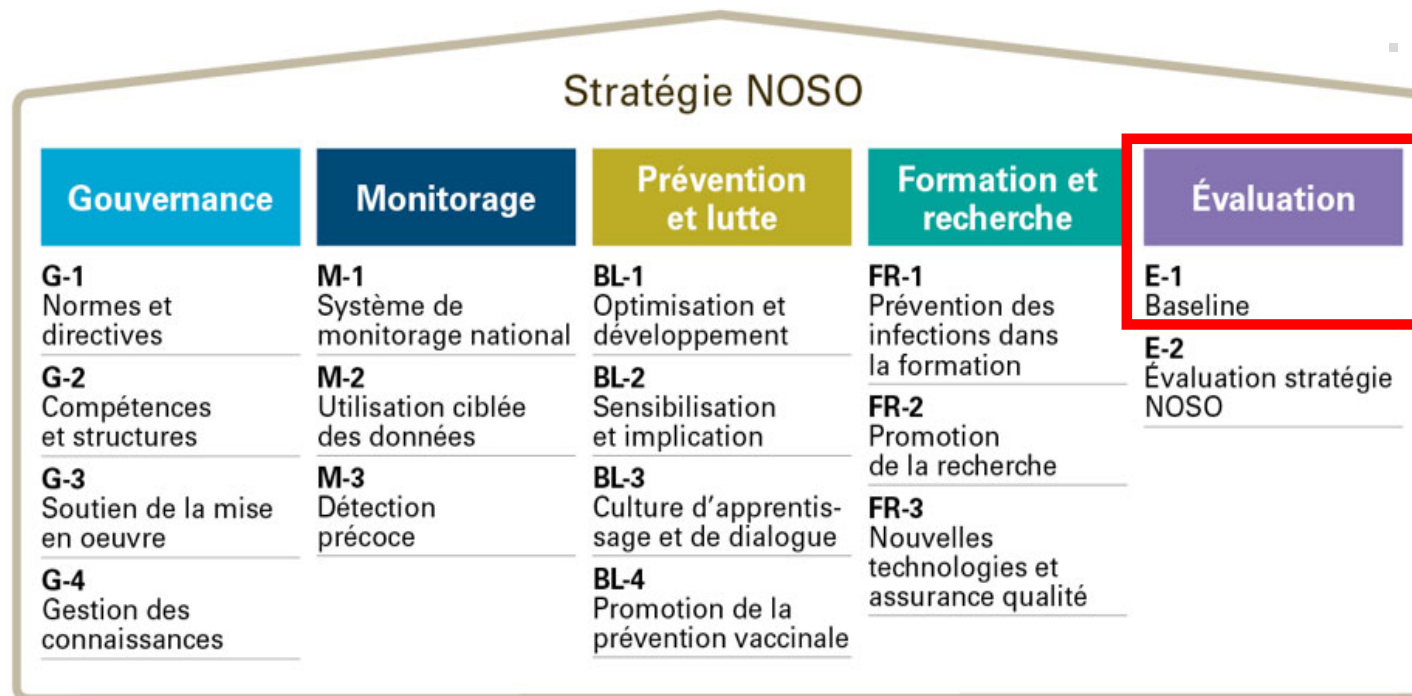 Stratégie NOSO
Gouvernance
G-1
Normes et
directives
G-2
Compétences
et structures
G-3
Soutien de la mise
en oeuvre
G-4
Gestion des
connaissances
Monitorage
M-1
Système de
monitorage national
M-2
Utilisation ciblée
des données
M-3
Détection
précoce
Prévention
et lutte
BL-1
Optimisation et
développement
BL-2
Sensibilisation
et implication
BL-3
Culture d'apprentis-
sage et de dialogue
BL-4
Promotion de la
prévention vaccinale
Formation et
recherche
FR-1
Prévention des
infections dans
la formation
FR-2
Promotion
de la recherche
FR-3
Nouvelles
technologies et
assurance qualité
Évaluation
E-1
Baseline
E-2
Évaluation stratégie
NOSO